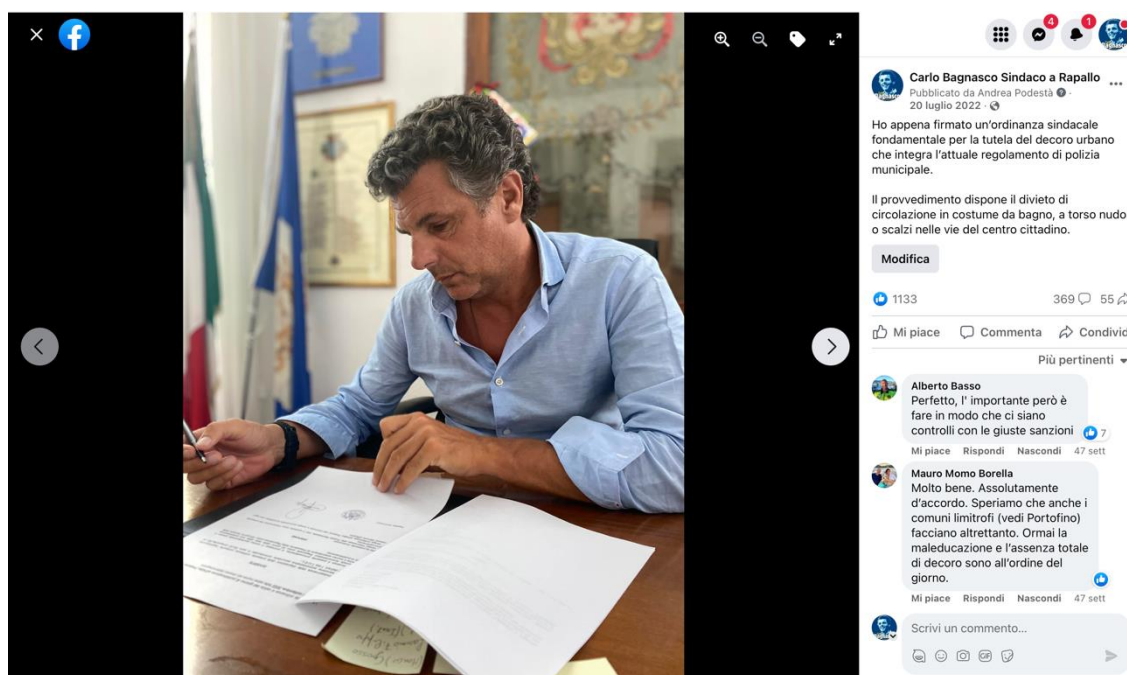 4
1
Carlo Bagnasco Sindaco a Rapallo
Pubblicato da Andrea Podestà
20 luglio 2022
Ho appena firmato un'ordinanza sindacale
fondamentale per la tutela del decoro urbano
che integra l'attuale regolamento di polizia
municipale.
Il provvedimento dispone il divieto di
circolazione in costume da bagno, a torso nudo
o scalzi nelle vie del centro cittadino.
Modifica
1133
369
55
Mi piace
Commenta
Condivid
Più pertinenti
Alberto Basso
Perfetto, l' importante però è
fare in modo che ci siano
controlli con le giuste sanzioni
7
Mi piace Rispondi Nascondi 47 sett
Mauro Momo Borella
Molto bene. Assolutamente
d'accordo. Speriamo che anche i
comuni limitrofi (vedi Portofino)
facciano altrettanto. Ormai la
maleducazione e l'assenza totale
di decoro sono all'ordine del
giorno.
Mi piace Rispondi Nascondi 47 sett
Scrivi un commento...
GIF